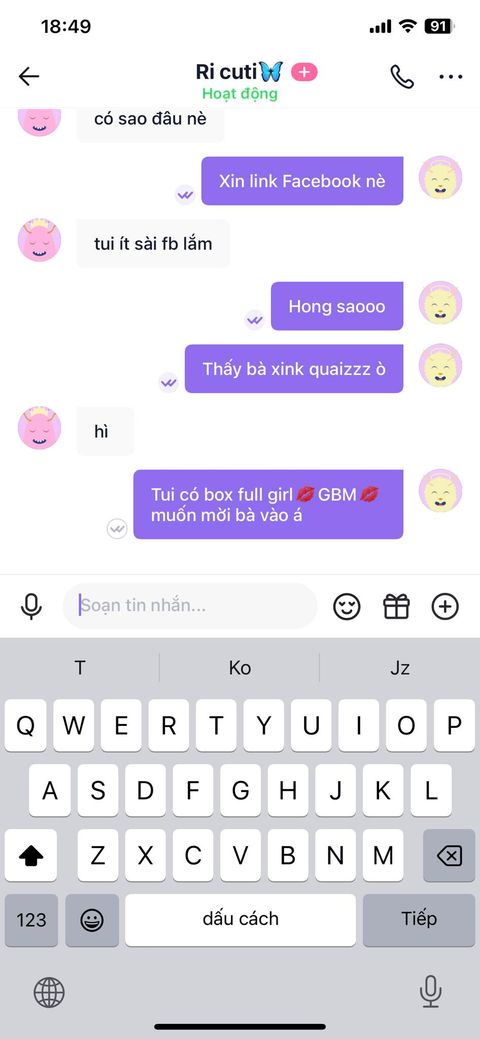 18:49
91
Ri cuti🦋
Hoạt động
có sao đâu nè
Xin link Facebook nè
tui ít sài fb lắm
Hong saooo
Thấy bà xink quaizzz ò
hì
Tui có box full girl💋GBM💋
muốn mời bà vào á
Soạn tin nhắn...
T Ko Jz
Q W E R T Y U I O P
A S D F G H J K L
Z X C V B N M
123 dấu cách Tiếp